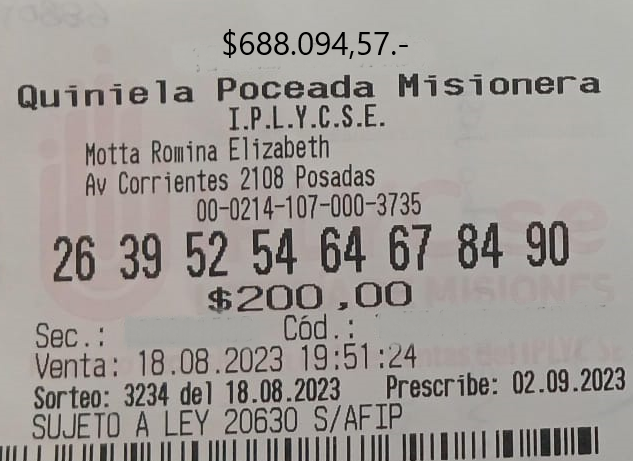 $688.094,57.-
Quiniela Poceada Misionera
I.P.L.Y.C.S.E.
Motta Romina Elizabeth
Av Corrientes 2108 Posadas
00-0214-107-000-3735
26 39 52 54 64 67 84 90
$200,00
MISIONES
Sec.: Cód.:
Venta: 18.08.2023 19:51:24
Sorteo: 3234 del 18.08.2023 Prescribe: 02.09.2023
SUJETO A LEY 20630 S/AFIP